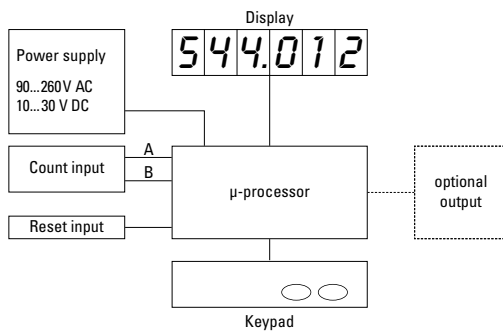 Display
544.012
Power supply
90...260V AC
10...30 V DC
A
Count input
B
µ-processor
optional
output
Reset input
Keypad